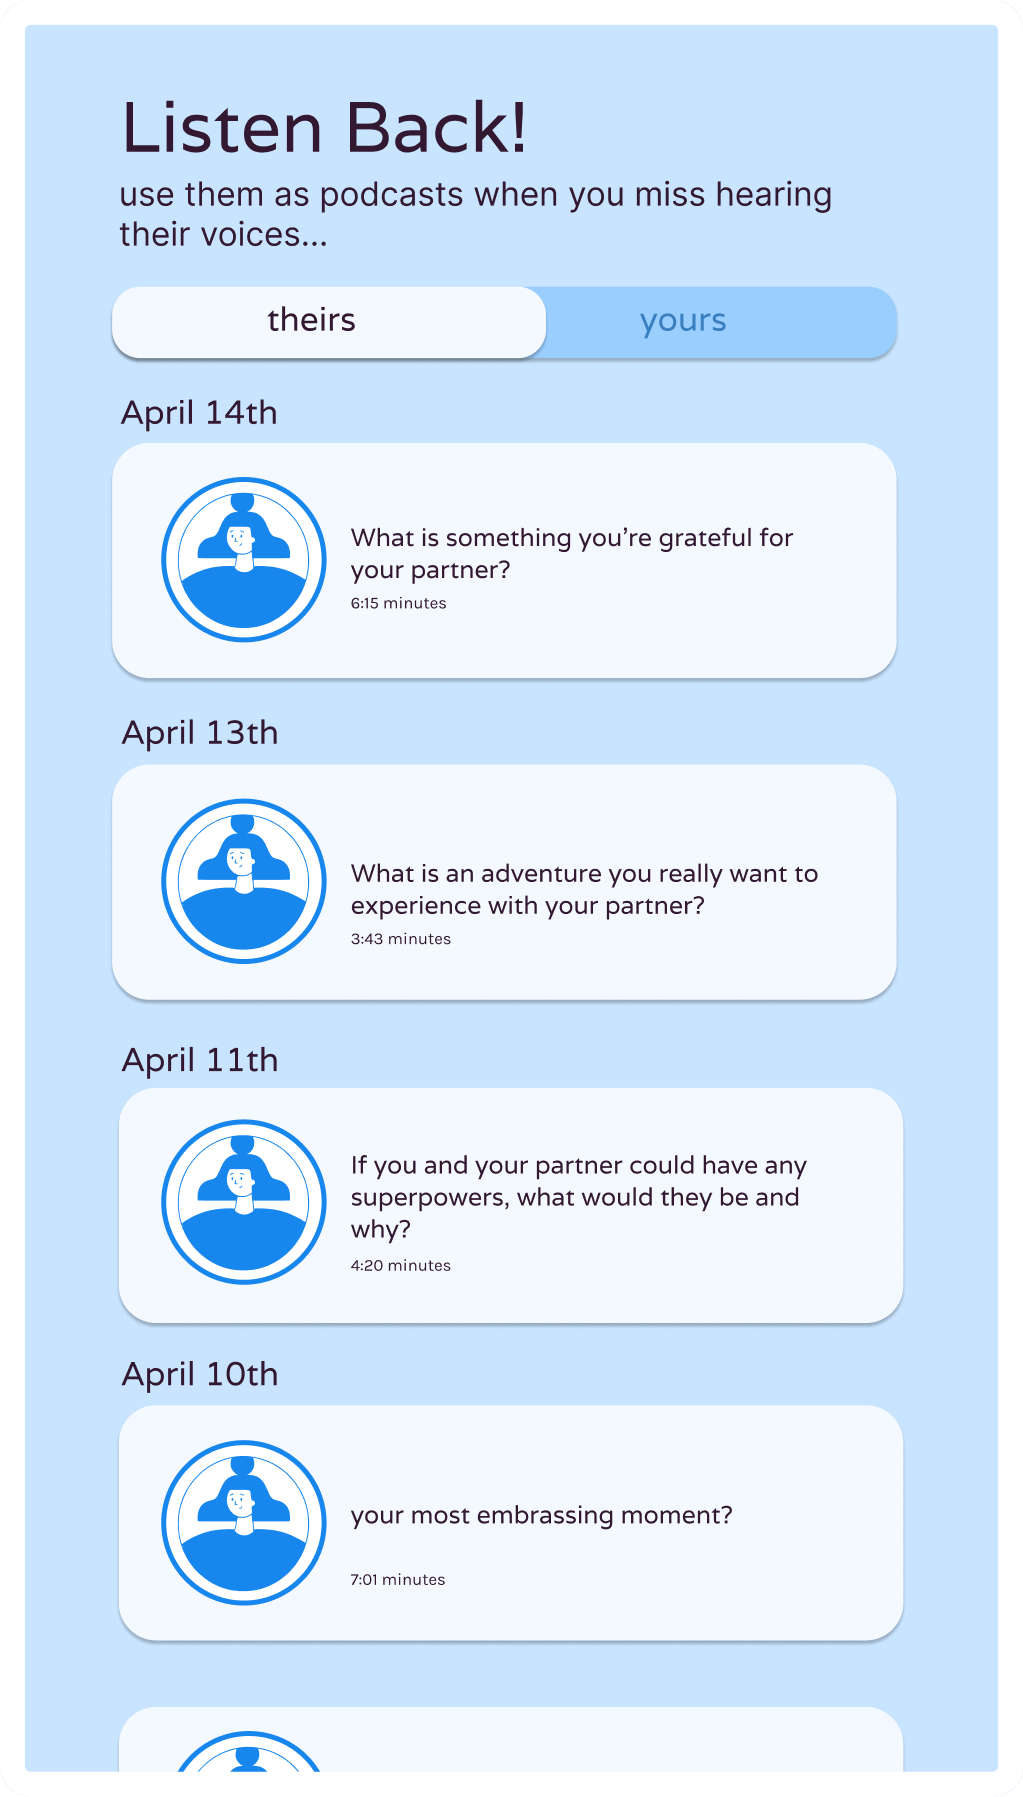 Listen Back!
use them as podcasts when you miss hearing
their voices...
theirs
yours
April 14th
What is something you’re grateful for
your partner?
6:15 minutes
April 13th
What is an adventure you really want to
experience with your partner?
3:43 minutes
April 11th
If you and your partner could have any
superpowers, what would they be and
why?
4:20 minutes
April 10th
your most embrassing moment?
7:01 minutes